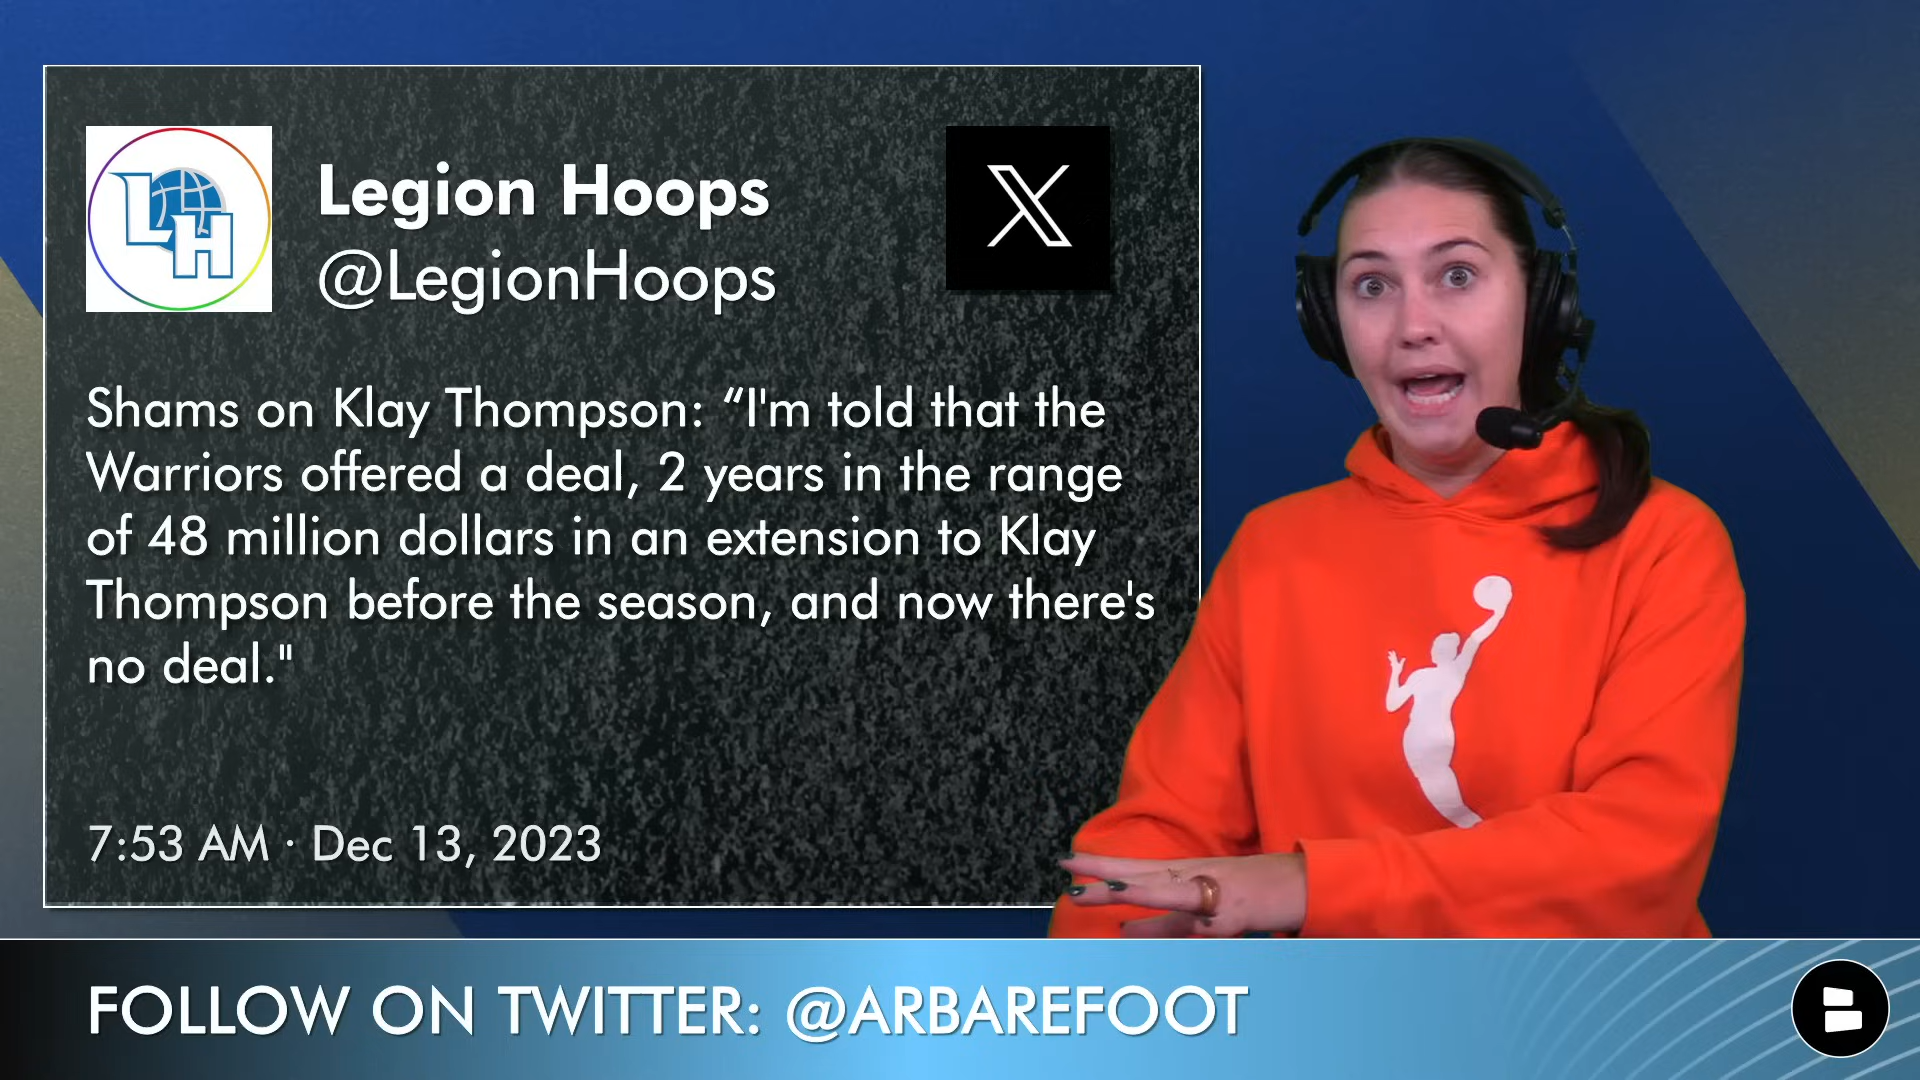 LH
Legion Hoops
@LegionHoops
X
Shams on Klay Thompson: “I'm told that the
Warriors offered a deal, 2 years in the range
of 48 million dollars in an extension to Klay
Thompson before the season, and now there's
no deal."
7:53 AM · Dec 13, 2023
FOLLOW ON TWITTER: @ARBAREFOOT